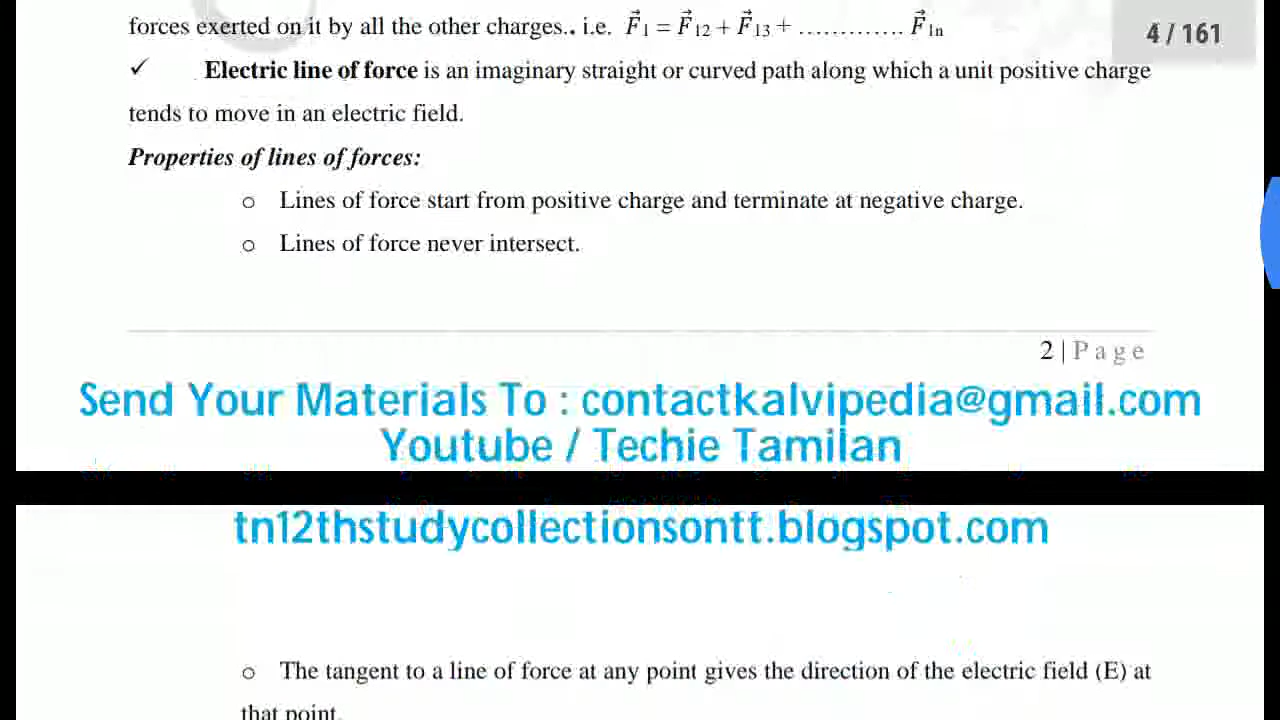 forces exerted on it by all the other charges.. i.e. F⃗1 = F⃗12 + F⃗13 + ............. F⃗1n
4 / 161
✓ Electric line of force is an imaginary straight or curved path along which a unit positive charge
tends to move in an electric field.
Properties of lines of forces:
o Lines of force start from positive charge and terminate at negative charge.
o Lines of force never intersect.
2 | Page
Send Your Materials To : contactkalvipedia@gmail.com
Youtube / Techie Tamilan
tn12thstudycollectionsontt.blogspot.com
o The tangent to a line of force at any point gives the direction of the electric field (E) at
that point.